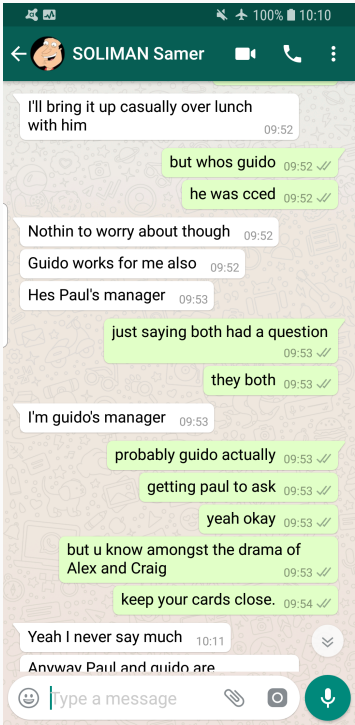 100% 10:10
SOLIMAN Samer
I'll bring it up casually over lunch
with him
09:52
but whos guido 09:52
he was cced 09:52
Nothin to worry about though 09:52
Guido works for me also 09:52
Hes Paul's manager 09:53
just saying both had a question
09:53
they both 09:53
I'm guido's manager 09:53
probably guido actually 09:53
getting paul to ask 09:53
yeah okay 09:53
but u know amongst the drama of
Alex and Craig 09:53
keep your cards close. 09:54
Yeah I never say much 10:11
Anyway Paul and guido are
Type a message